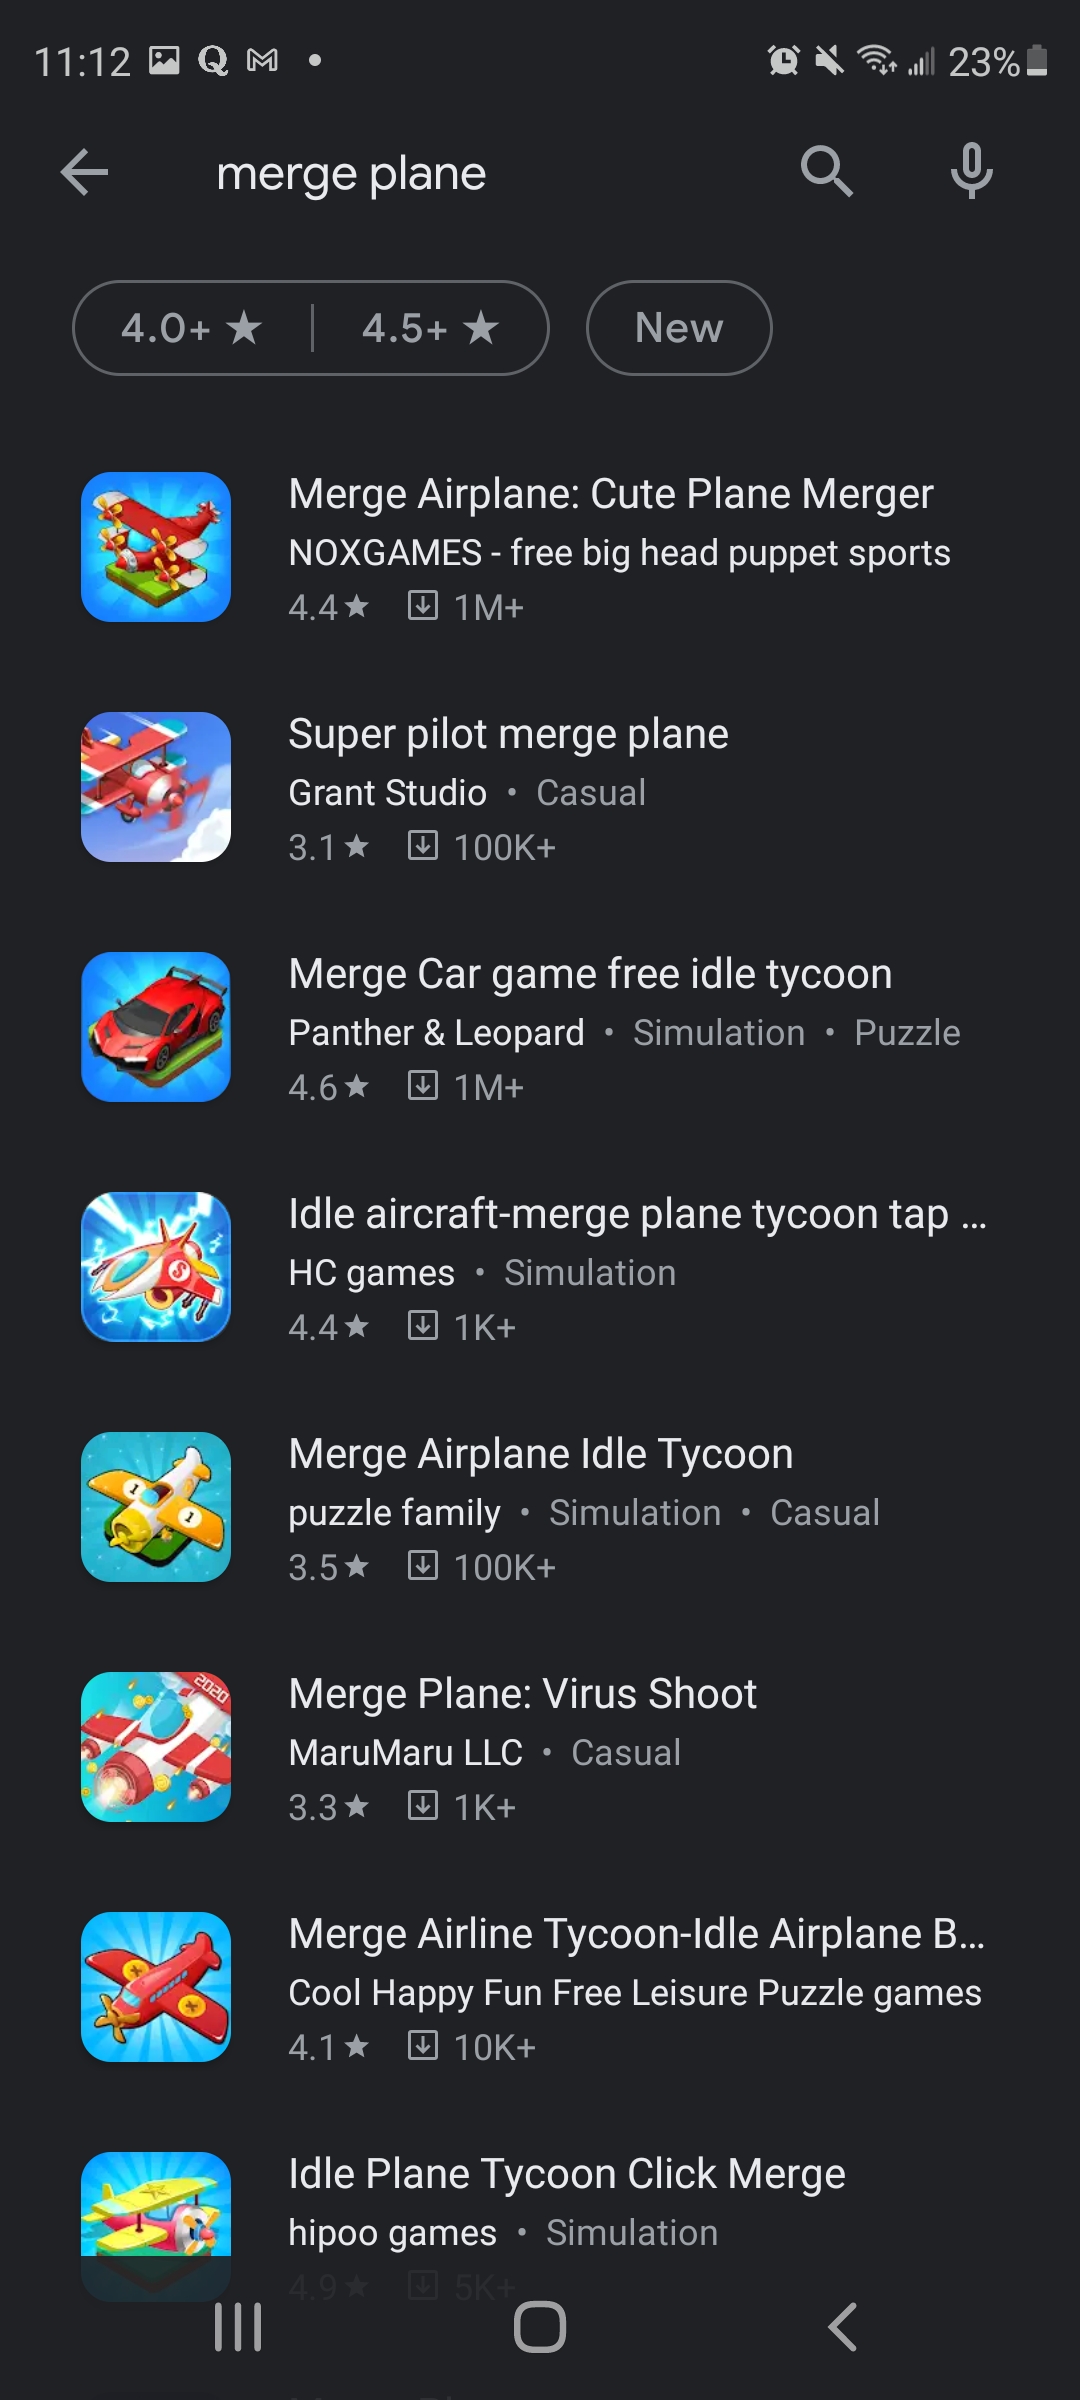 11:12
23%
merge plane
4.0+ ★ | 4.5+ ★
New
Merge Airplane: Cute Plane Merger
NOXGAMES - free big head puppet sports
4.4★ 1M+
Super pilot merge plane
Grant Studio • Casual
3.1★ 100K+
Merge Car game free idle tycoon
Panther & Leopard • Simulation • Puzzle
4.6★ 1M+
Idle aircraft-merge plane tycoon tap ...
HC games • Simulation
4.4★ 1K+
1
1
Merge Airplane Idle Tycoon
puzzle family • Simulation • Casual
3.5★ 100K+
2020
Merge Plane: Virus Shoot
MaruMaru LLC • Casual
3.3★ 1K+
Merge Airline Tycoon-Idle Airplane B...
Cool Happy Fun Free Leisure Puzzle games
4.1★ 10K+
Idle Plane Tycoon Click Merge
hipoo games • Simulation
4.9★ 5K+